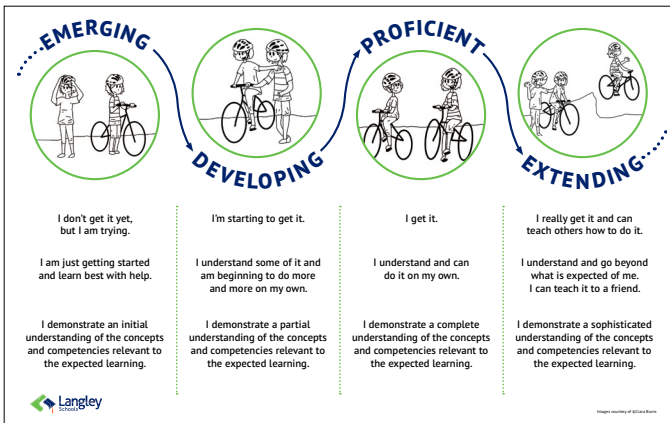 EMERGING
DEVELOPING
PROFICIENT
EXTENDING
I don't get it yet,
but I am trying.
I am just getting started
and learn best with help.
I demonstrate an initial
understanding of the concepts
and competencies relevant to
the expected learning.
I'm starting to get it.
I understand some of it and
am beginning to do more
and more on my own.
I demonstrate a partial
understanding of the concepts
and competencies relevant to
the expected learning.
I get it.
I understand and can
do it on my own.
I demonstrate a complete
understanding of the concepts
and competencies relevant to
the expected learning.
I really get it and can
teach others how to do it.
I understand and go beyond
what is expected of me.
I can teach it to a friend.
I demonstrate a sophisticated
understanding of the concepts
and competencies relevant to
the expected learning.
Langley
Schools
Images courtesy of